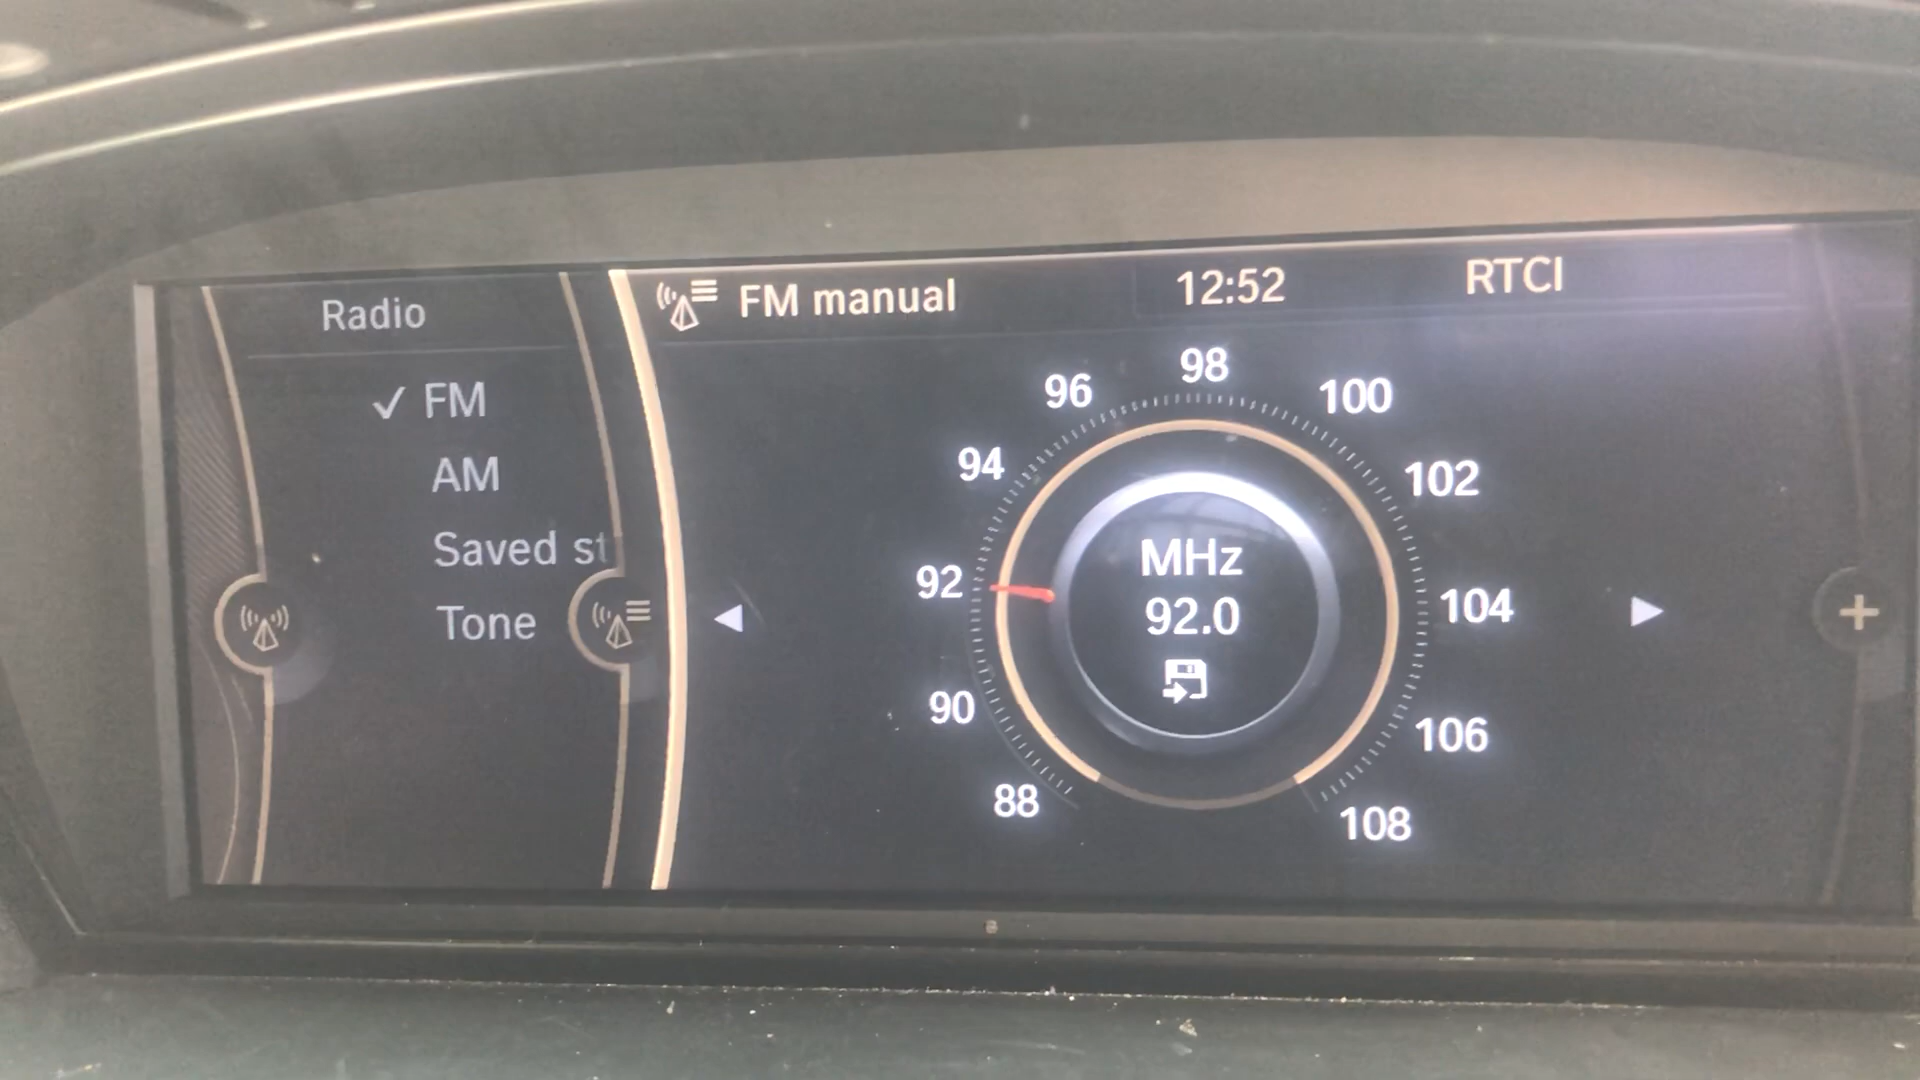 Radio
✓ FM
AM
Saved st
Tone
FM manual
12:52
RTCI
98
96
100
94
102
92
104
90
106
88
108
MHz
92.0
+